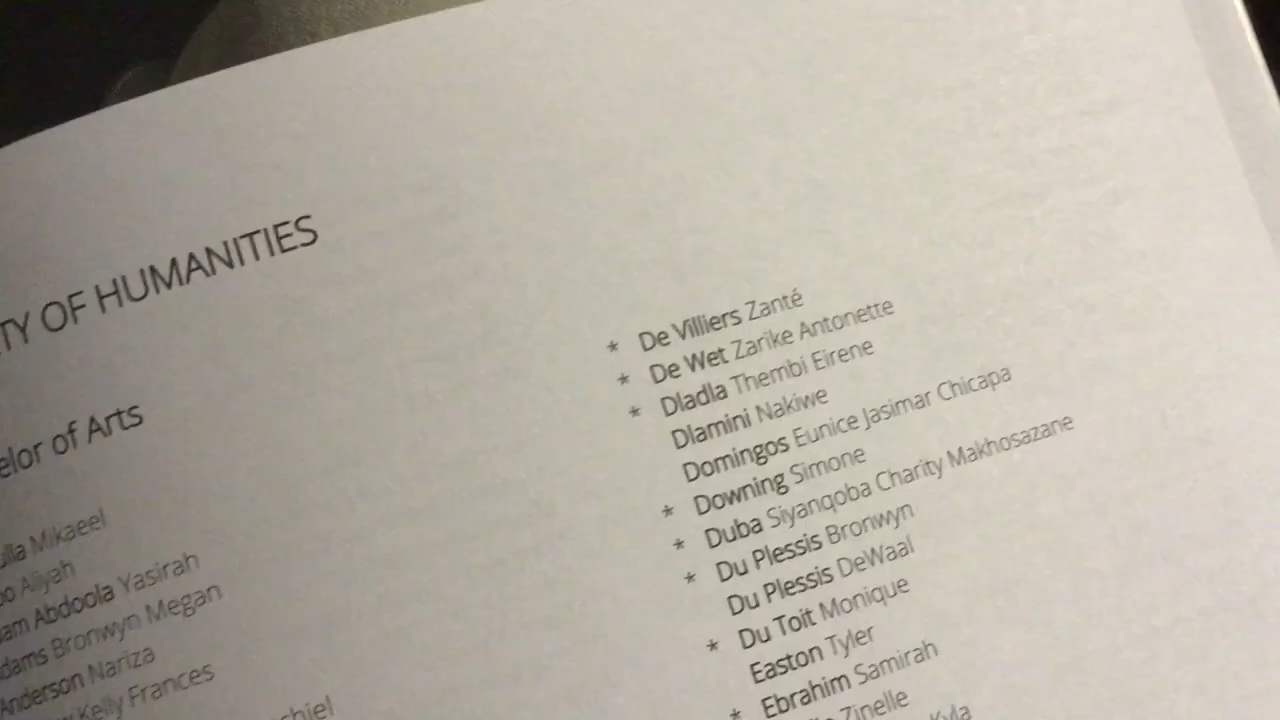 OF HUMANITIES
of Arts
Mikaeel
Aliyah
Abdoola Yasirah
Bronwyn Megan
Anderson Nariza
Kelly Frances
* De Villiers Zanté
* De Wet Zarike Antonette
* Dladla Thembi Eirene
Dlamini Nakiwe
Domingos Eunice Jasimar Chicapa
* Downing Simone
* Duba Siyanqoba Charity Makhosazane
* Du Plessis Bronwyn
Du Plessis DeWaal
* Du Toit Monique
Easton Tyler
* Ebrahim Samirah
Zinelle
Kyla